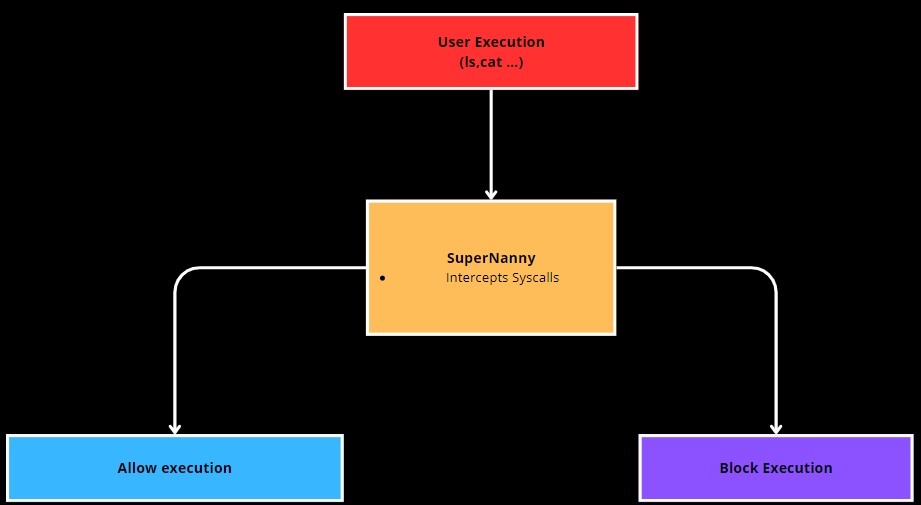 User Execution
(ls,cat ...)
SuperNanny
• Intercepts Syscalls
Allow execution
Block Execution